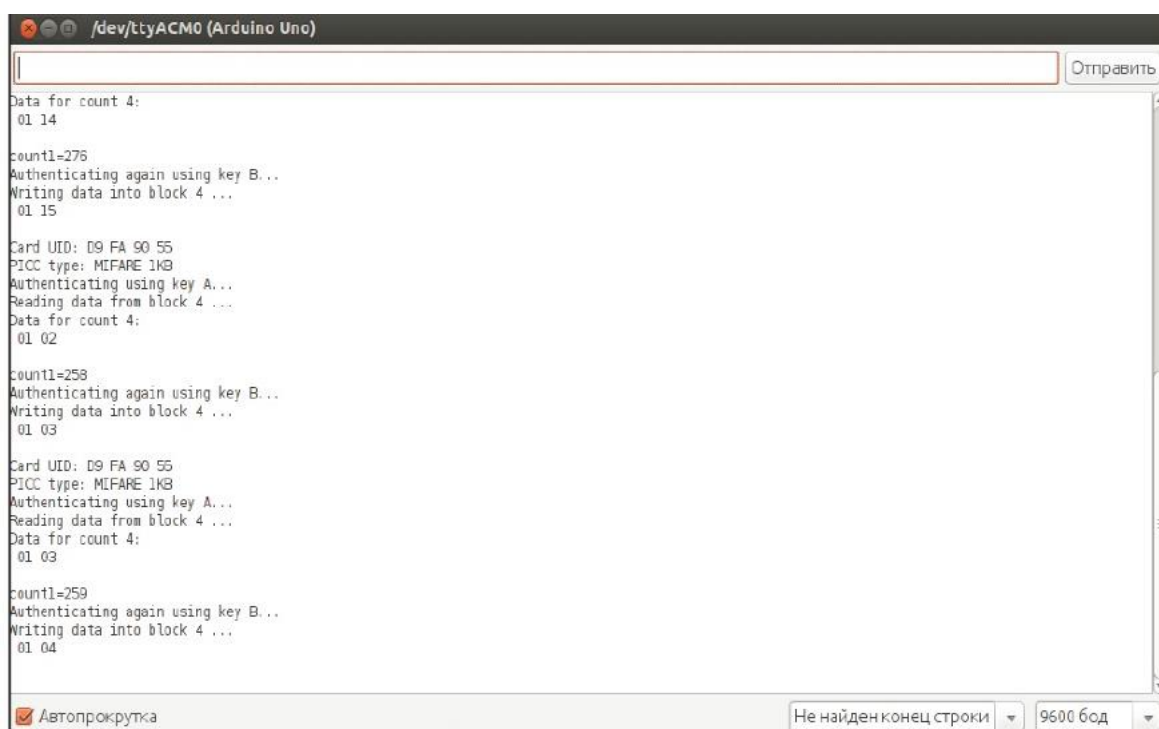 /dev/ttyACM0 (Arduino Uno)
Отправить
Data for count 4:
01 14
count1=276
Authenticating again using key B...
Writing data into block 4 ...
01 15
Card UID: D9 FA 90 55
PICC type: MIFARE 1KB
Authenticating using key A...
Reading data from block 4 ...
Data for count 4:
01 02
count1=258
Authenticating again using key B...
Writing data into block 4 ...
01 03
Card UID: D9 FA 90 55
PICC type: MIFARE 1KB
Authenticating using key A...
Reading data from block 4 ...
Data for count 4:
01 03
count1=259
Authenticating again using key B...
Writing data into block 4 ...
01 04
Автопрокрутка
Не найден конец строки
9600 бод